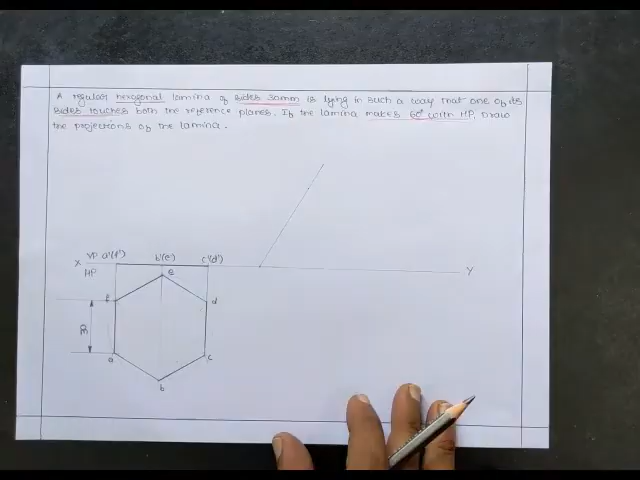 A regular hexagonal lamina of sides 30mm is lying in such a way that one of its
sides touches both the reference planes. If the lamina makes 60° with HP, Draw
the projections of the lamina.
X VP a'(f') b'(e') c'(d')
HP e Y
f d
30
a c
b